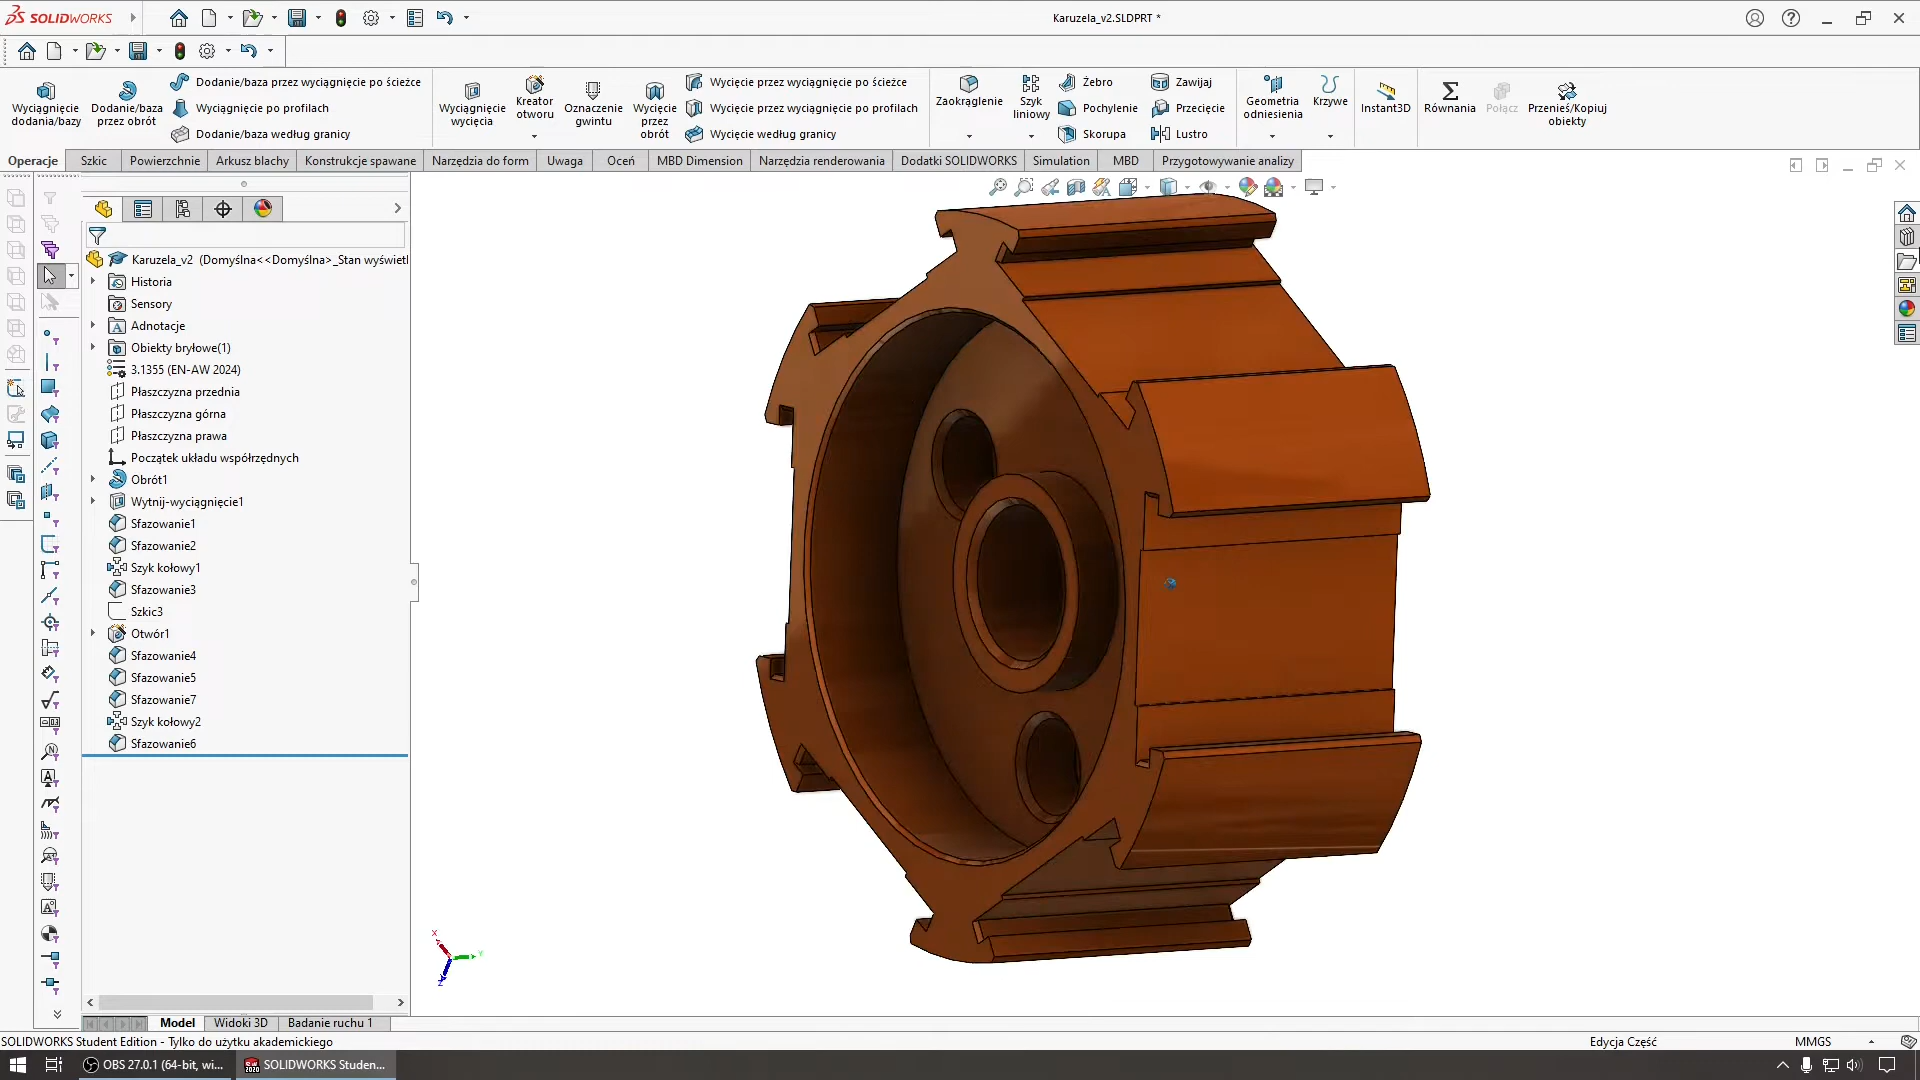 SOLIDWORKS
Karuzela_v2.SLDPRT *
Wyciągnięcie dodania/bazy
Dodanie/baza przez obrót
Dodanie/baza przez wyciągnięcie po ścieżce
Wyciągnięcie po profilach
Dodanie/baza według granicy
Wyciągnięcie wycięcia
Kreator otworu
Oznaczenie gwintu
Wycięcie przez obrót
Wycięcie przez wyciągnięcie po ścieżce
Wycięcie przez wyciągnięcie po profilach
Wycięcie według granicy
Zaokrąglenie
Szyk liniowy
Żebro
Pochylenie
Skorupa
Zawijaj
Przecięcie
Lustro
Geometria odniesienia
Krzywe
Instant3D
Równania
Połącz
Przenieś/Kopiuj obiekty
Operacje
Szkic
Powierzchnie
Arkusz blachy
Konstrukcje spawane
Narzędzia do form
Uwaga
Oceń
MBD Dimension
Narzędzia renderowania
Dodatki SOLIDWORKS
Simulation
MBD
Przygotowywanie analizy
Karuzela_v2 (Domyślna<<Domyślna>_Stan wyświetl
Historia
Sensory
Adnotacje
Obiekty bryłowe(1)
3.1355 (EN-AW 2024)
Płaszczyzna przednia
Płaszczyzna górna
Płaszczyzna prawa
Początek układu współrzędnych
Obrót1
Wytnij-wyciągnięcie1
Sfazowanie1
Sfazowanie2
Szyk kołowy1
Sfazowanie3
Szkic3
Otwór1
Sfazowanie4
Sfazowanie5
Sfazowanie7
Szyk kołowy2
Sfazowanie6
X
Y
Z
Model
Widoki 3D
Badanie ruchu 1
SOLIDWORKS Student Edition - Tylko do użytku akademickiego
Edycja Część
MMGS
OBS 27.0.1 (64-bit, wi...
SOLIDWORKS Studen...